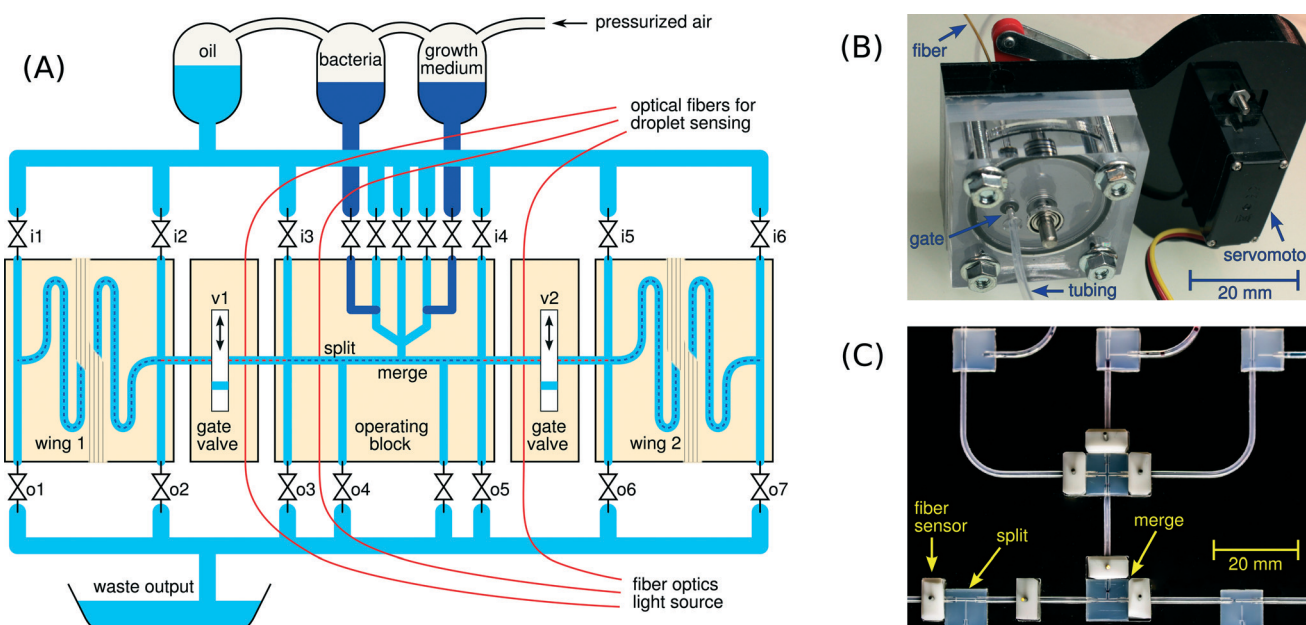 (A)
oil
bacteria
growth
medium
pressurized air
optical fibers for
droplet sensing
i1
i2
i3
i4
i5
i6
v1
v2
split
merge
wing 1
gate
valve
operating
block
gate
valve
wing 2
o1
o2
o3
o4
o5
o6
o7
waste output
fiber optics
light source
(B)
fiber
gate
tubing
servomotor
20 mm
(C)
fiber
sensor
split
merge
20 mm